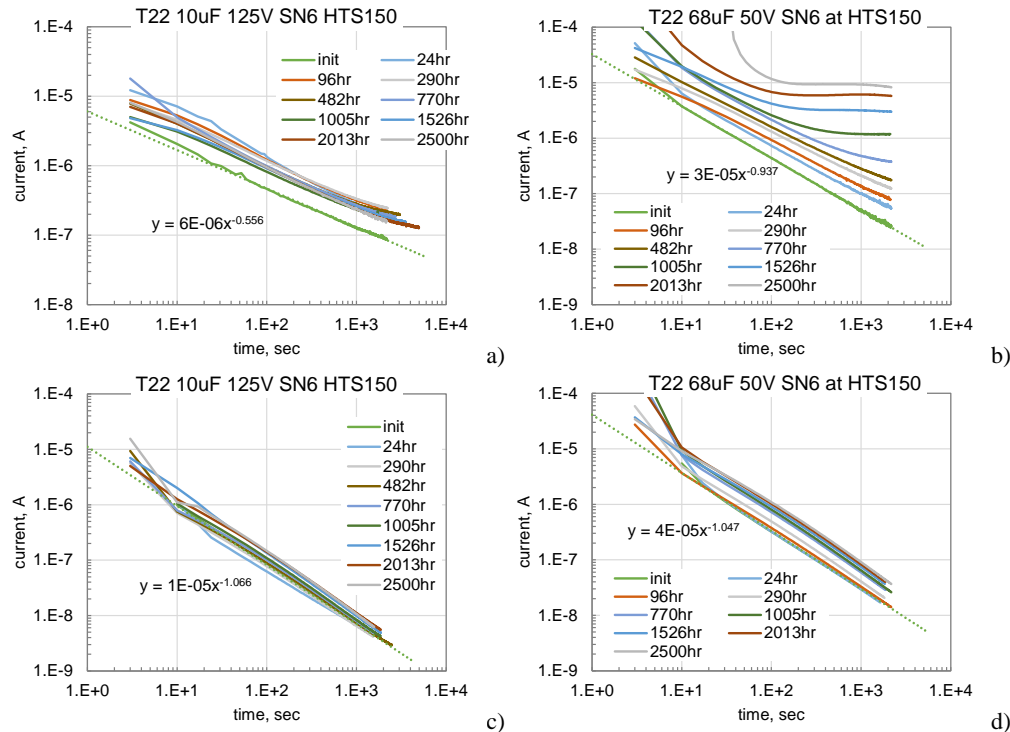 T22 10uF 125V SN6 HTS150
1.E-4
1.E-5
1.E-6
1.E-7
1.E-8
current, A
init 24hr
96hr 290hr
482hr 770hr
1005hr 1526hr
2013hr 2500hr
y = 6E-06x-0.556
1.E+0 1.E+1 1.E+2 1.E+3 1.E+4
time, sec
a)
T22 68uF 50V SN6 at HTS150
1.E-4
1.E-5
1.E-6
1.E-7
1.E-8
1.E-9
current, A
y = 3E-05x-0.937
init 24hr
96hr 290hr
482hr 770hr
1005hr 1526hr
2013hr 2500hr
1.E+0 1.E+1 1.E+2 1.E+3 1.E+4
time, sec
b)
T22 10uF 125V SN6 HTS150
1.E-4
1.E-5
1.E-6
1.E-7
1.E-8
1.E-9
current, A
init
24hr
290hr
482hr
770hr
1005hr
1526hr
2013hr
2500hr
y = 1E-05x-1.066
1.E+0 1.E+1 1.E+2 1.E+3 1.E+4
time, sec
c)
T22 68uF 50V SN6 at HTS150
1.E-4
1.E-5
1.E-6
1.E-7
1.E-8
1.E-9
current, A
y = 4E-05x-1.047
init 24hr
96hr 290hr
770hr 1005hr
1526hr 2013hr
2500hr
1.E+0 1.E+1 1.E+2 1.E+3 1.E+4
time, sec
d)